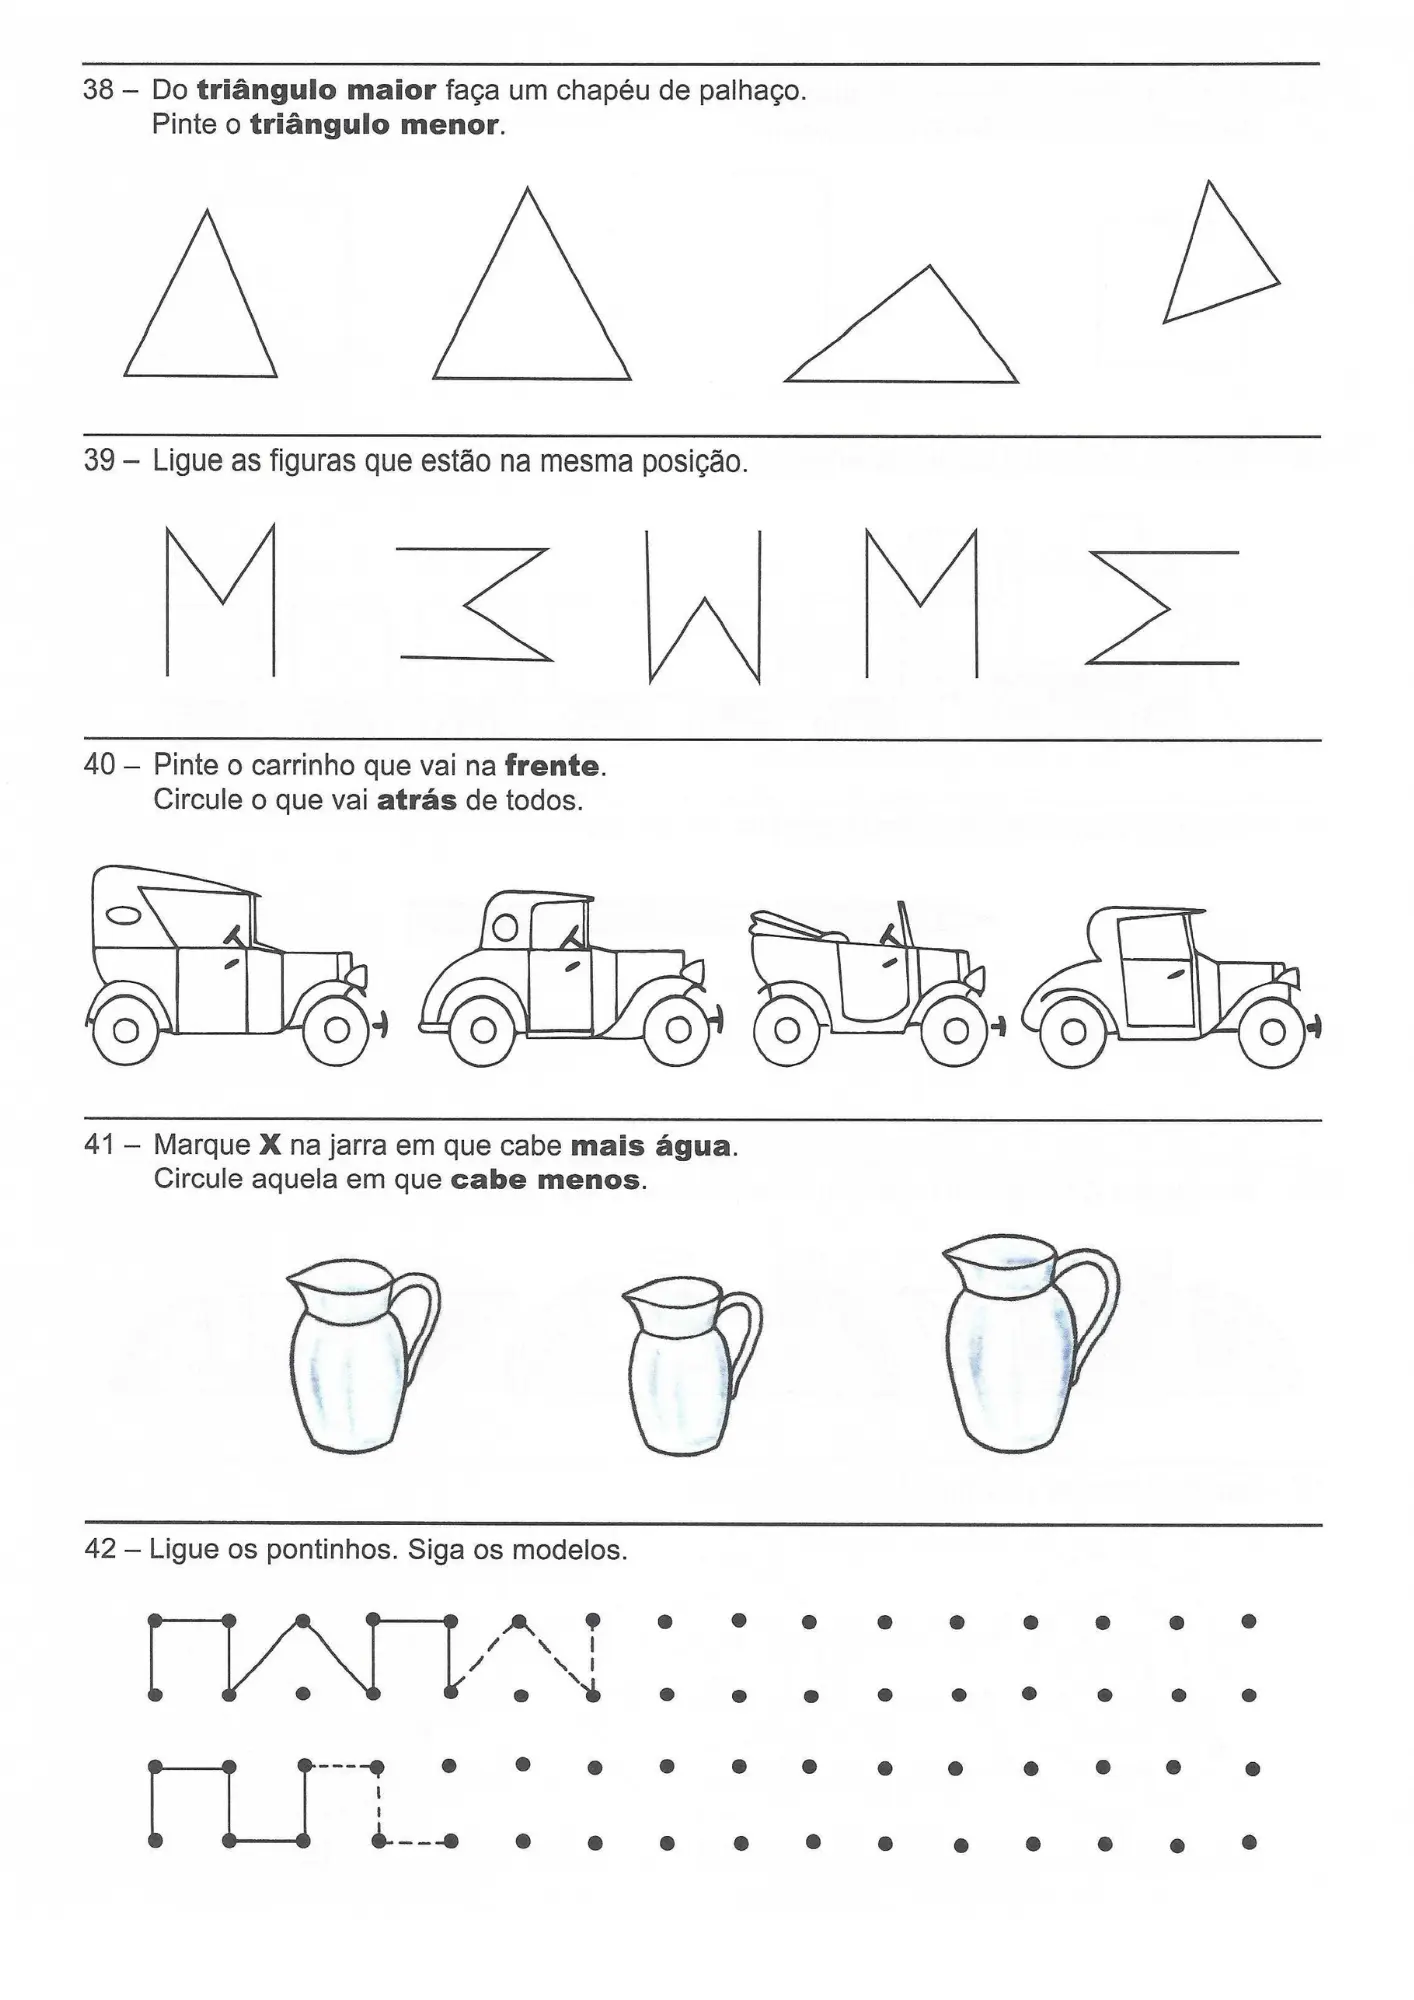 38 – Do triângulo maior faça um chapéu de palhaço.
Pinte o triângulo menor.
39 – Ligue as figuras que estão na mesma posição.
40 – Pinte o carrinho que vai na frente.
Circule o que vai atrás de todos.
41 – Marque X na jarra em que cabe mais água.
Circule aquela em que cabe menos.
42 – Ligue os pontinhos. Siga os modelos.